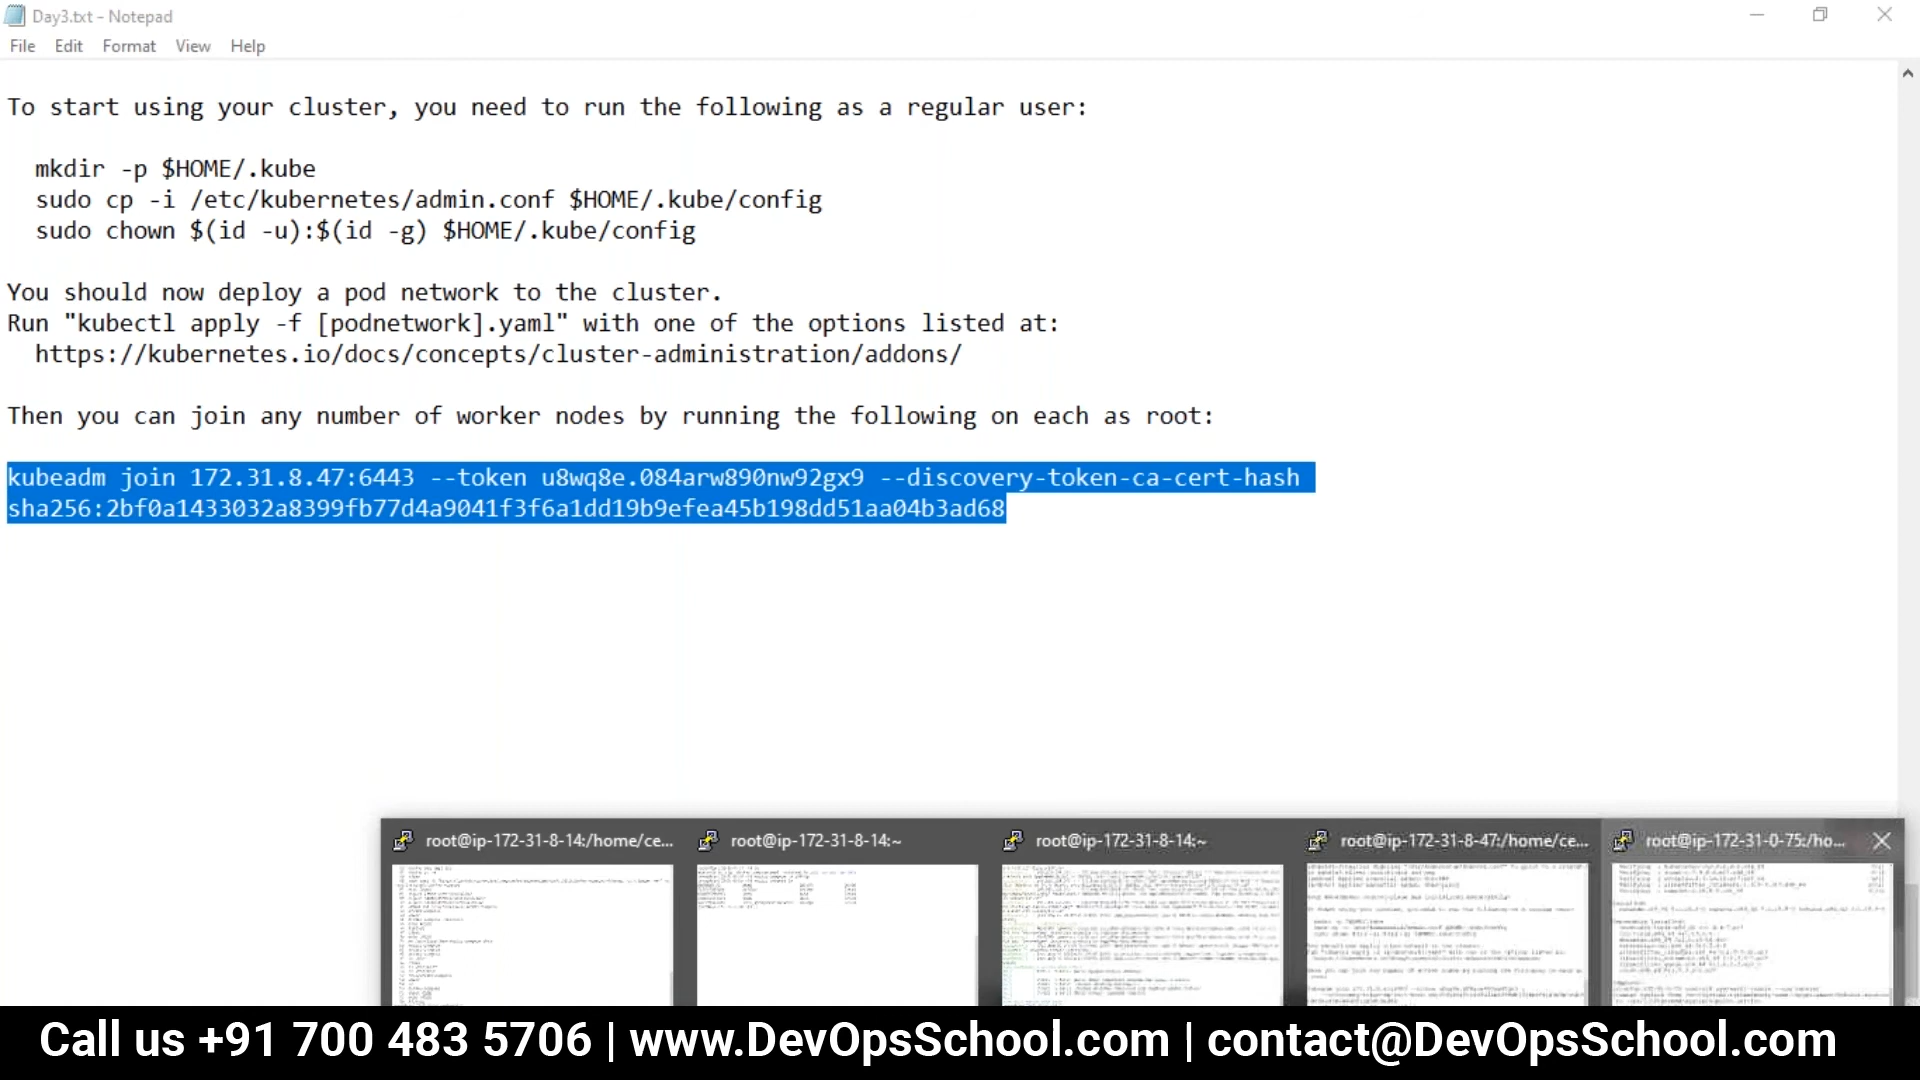 Day3.txt - Notepad
File Edit Format View Help
To start using your cluster, you need to run the following as a regular user:
mkdir -p $HOME/.kube
sudo cp -i /etc/kubernetes/admin.conf $HOME/.kube/config
sudo chown $(id -u):$(id -g) $HOME/.kube/config
You should now deploy a pod network to the cluster.
Run "kubectl apply -f [podnetwork].yaml" with one of the options listed at:
https://kubernetes.io/docs/concepts/cluster-administration/addons/
Then you can join any number of worker nodes by running the following on each as root:
kubeadm join 172.31.8.47:6443 --token u8wq8e.084arw890nw92gx9 --discovery-token-ca-cert-hash
sha256:2bf0a1433032a8399fb77d4a9041f3f6a1dd19b9efea45b198dd51aa04b3ad68
root@ip-172-31-8-14:/home/ce... root@ip-172-31-8-14:~ root@ip-172-31-8-14:~ root@ip-172-31-8-47:/home/ce... root@ip-172-31-0-75:/ho...
Call us +91 700 483 5706 | www.DevOpsSchool.com | contact@DevOpsSchool.com